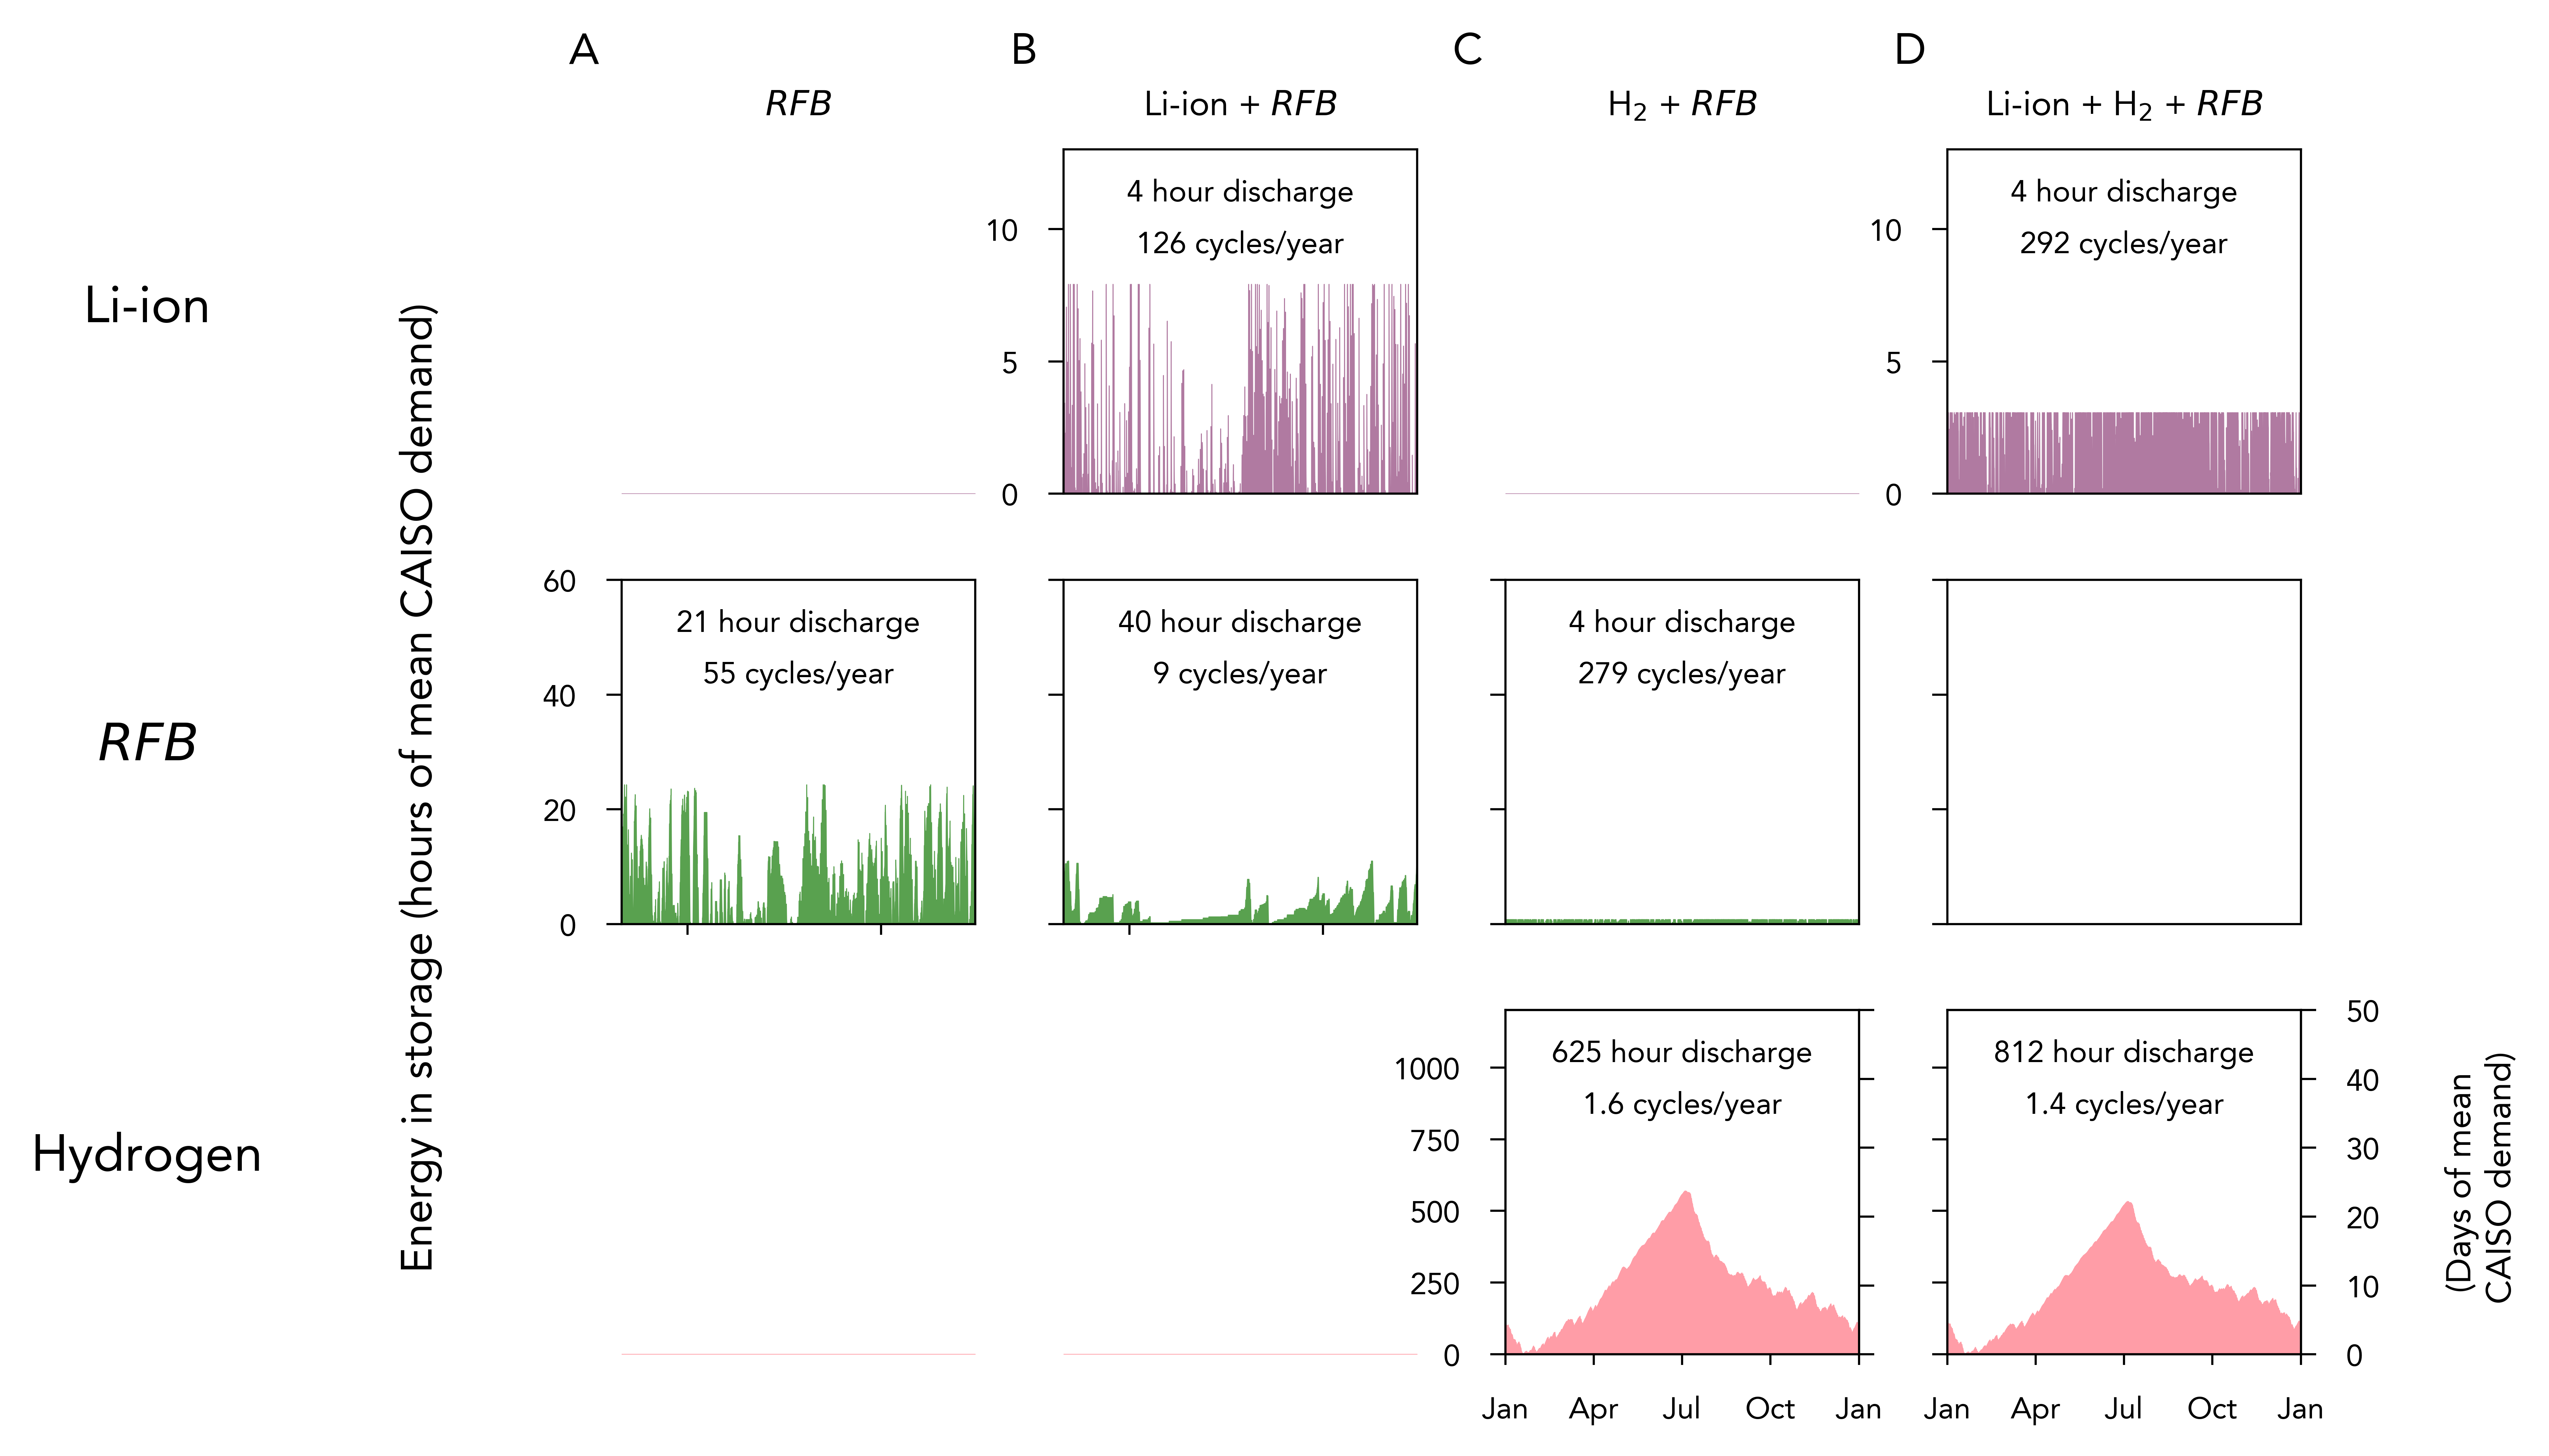 A
B
C
D
RFB
Li-ion + RFB
H₂ + RFB
Li-ion + H₂ + RFB
Li-ion
10
5
0
4 hour discharge
126 cycles/year
10
5
0
4 hour discharge
292 cycles/year
Energy in storage (hours of mean CAISO demand)
RFB
60
40
20
0
21 hour discharge
55 cycles/year
40 hour discharge
9 cycles/year
4 hour discharge
279 cycles/year
Hydrogen
1000
750
500
250
0
625 hour discharge
1.6 cycles/year
812 hour discharge
1.4 cycles/year
50
40
30
20
10
0
(Days of mean
CAISO demand)
Jan Apr Jul Oct Jan
Jan Apr Jul Oct Jan